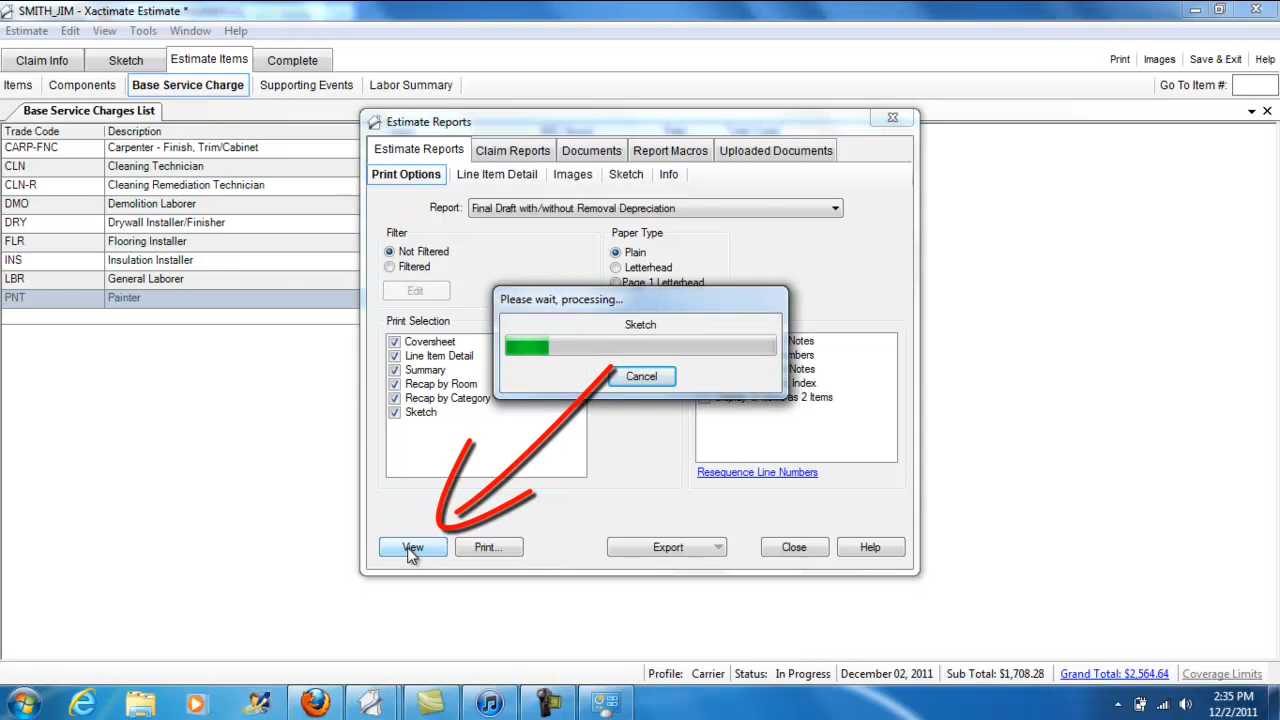 SMITH_JIM - Xactimate Estimate *
Estimate Edit View Tools Window Help
Claim Info Sketch Estimate Items Complete
Print Images Save & Exit Help
Items Components Base Service Charge Supporting Events Labor Summary
Go To Item #:
Base Service Charges List
Trade Code Description
CARP-FNC Carpenter - Finish, Trim/Cabinet
CLN Cleaning Technician
CLN-R Cleaning Remediation Technician
DMO Demolition Laborer
DRY Drywall Installer/Finisher
FLR Flooring Installer
INS Insulation Installer
LBR General Laborer
PNT Painter
Estimate Reports
Estimate Reports Claim Reports Documents Report Macros Uploaded Documents
Print Options Line Item Detail Images Sketch Info
Report: Final Draft with/without Removal Depreciation
Filter
Not Filtered
Filtered
Edit
Paper Type
Plain
Letterhead
Page 1 Letterhead
Please wait, processing...
Sketch
Cancel
Print Selection
Coversheet
Line Item Detail
Summary
Recap by Room
Recap by Category
Sketch
Notes
Notes
Index
as 2 Items
Resequence Line Numbers
View Print... Export Close Help
Profile: Carrier Status: In Progress December 02, 2011 Sub Total: $1,708.28 Grand Total: $2,564.64 Coverage Limits
2:35 PM
12/2/2011